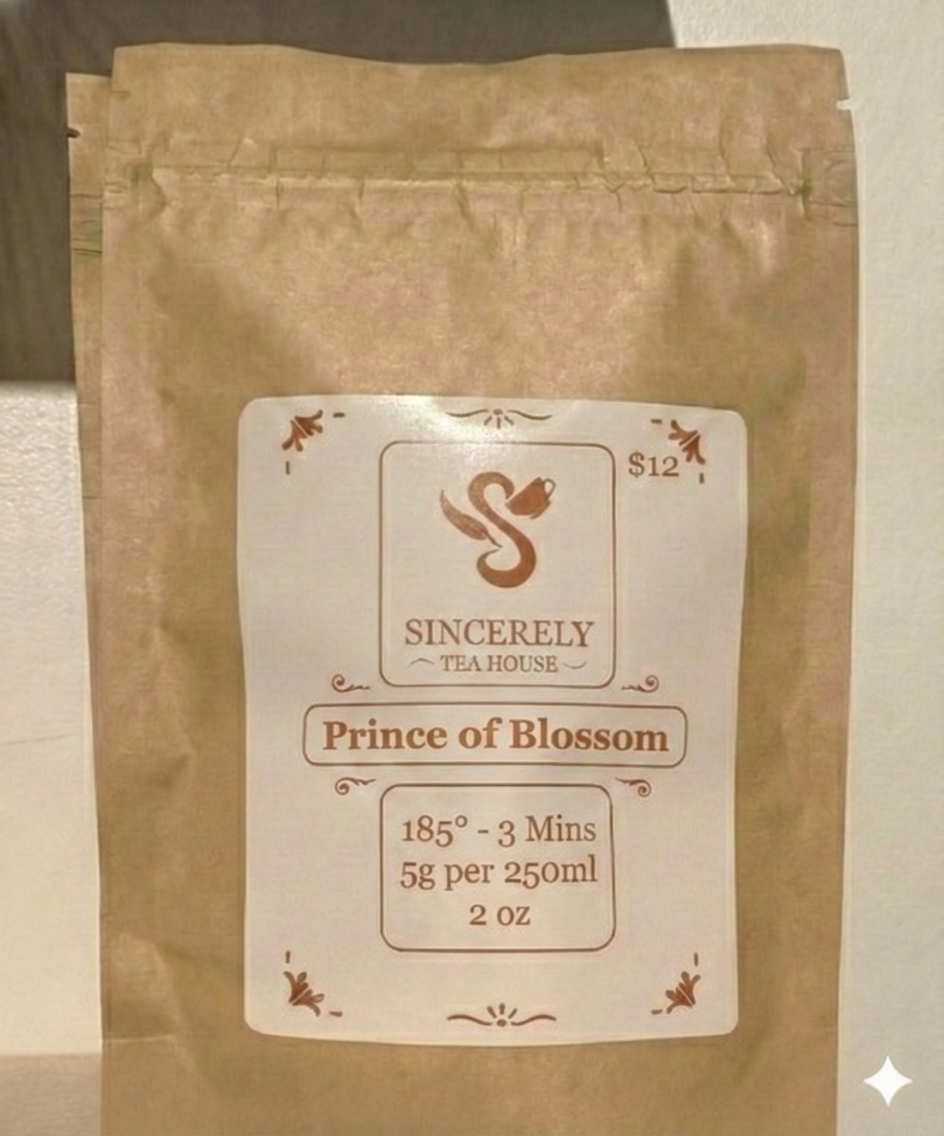 $12
SINCERELY
TEA HOUSE
Prince of Blossom
185° - 3 Mins
5g per 250ml
2 oz